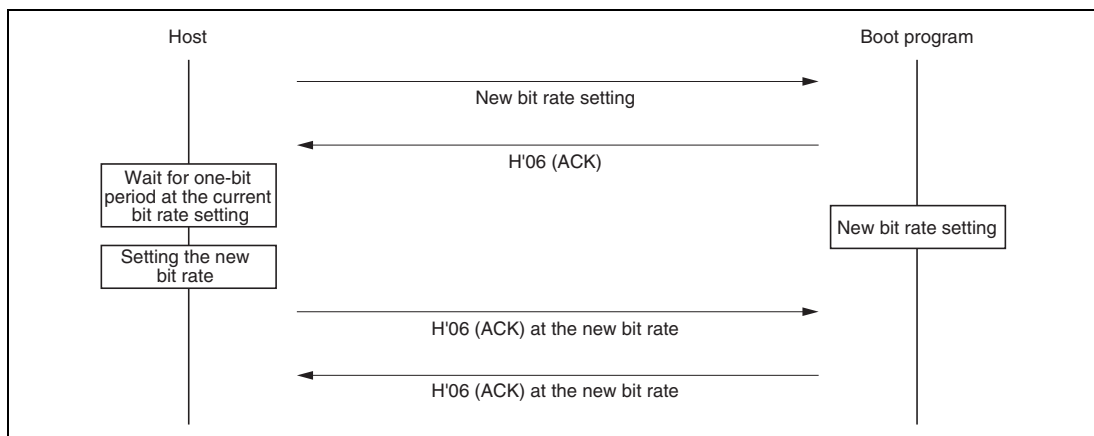 Host
Boot program
New bit rate setting
H'06 (ACK)
Wait for one-bit
period at the current
bit rate setting
New bit rate setting
Setting the new
bit rate
H'06 (ACK) at the new bit rate
H'06 (ACK) at the new bit rate